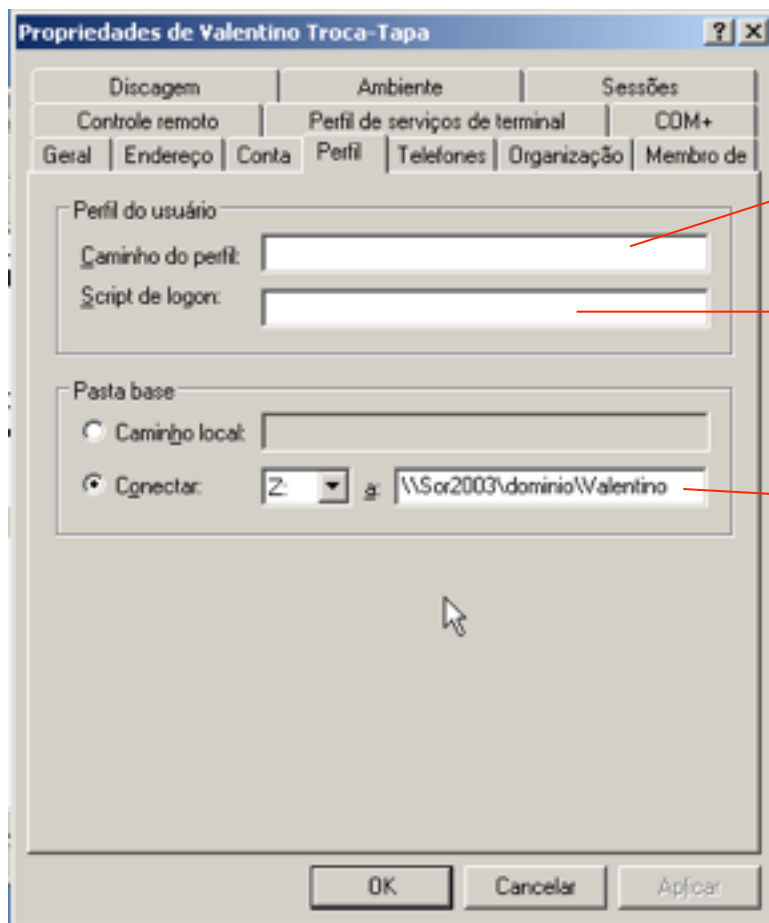 Propriedades de Valentino Troca-Tapa
Discagem Ambiente Sessões
Controle remoto Perfil de serviços de terminal COM+
Geral Endereço Conta Perfil Telefones Organização Membro de
Perfil do usuário
Caminho do perfil:
Script de logon:
Pasta base
Caminho local:
Conectar: Z: a: \\Sor2003\dominio\Valentino
OK Cancelar Aplicar